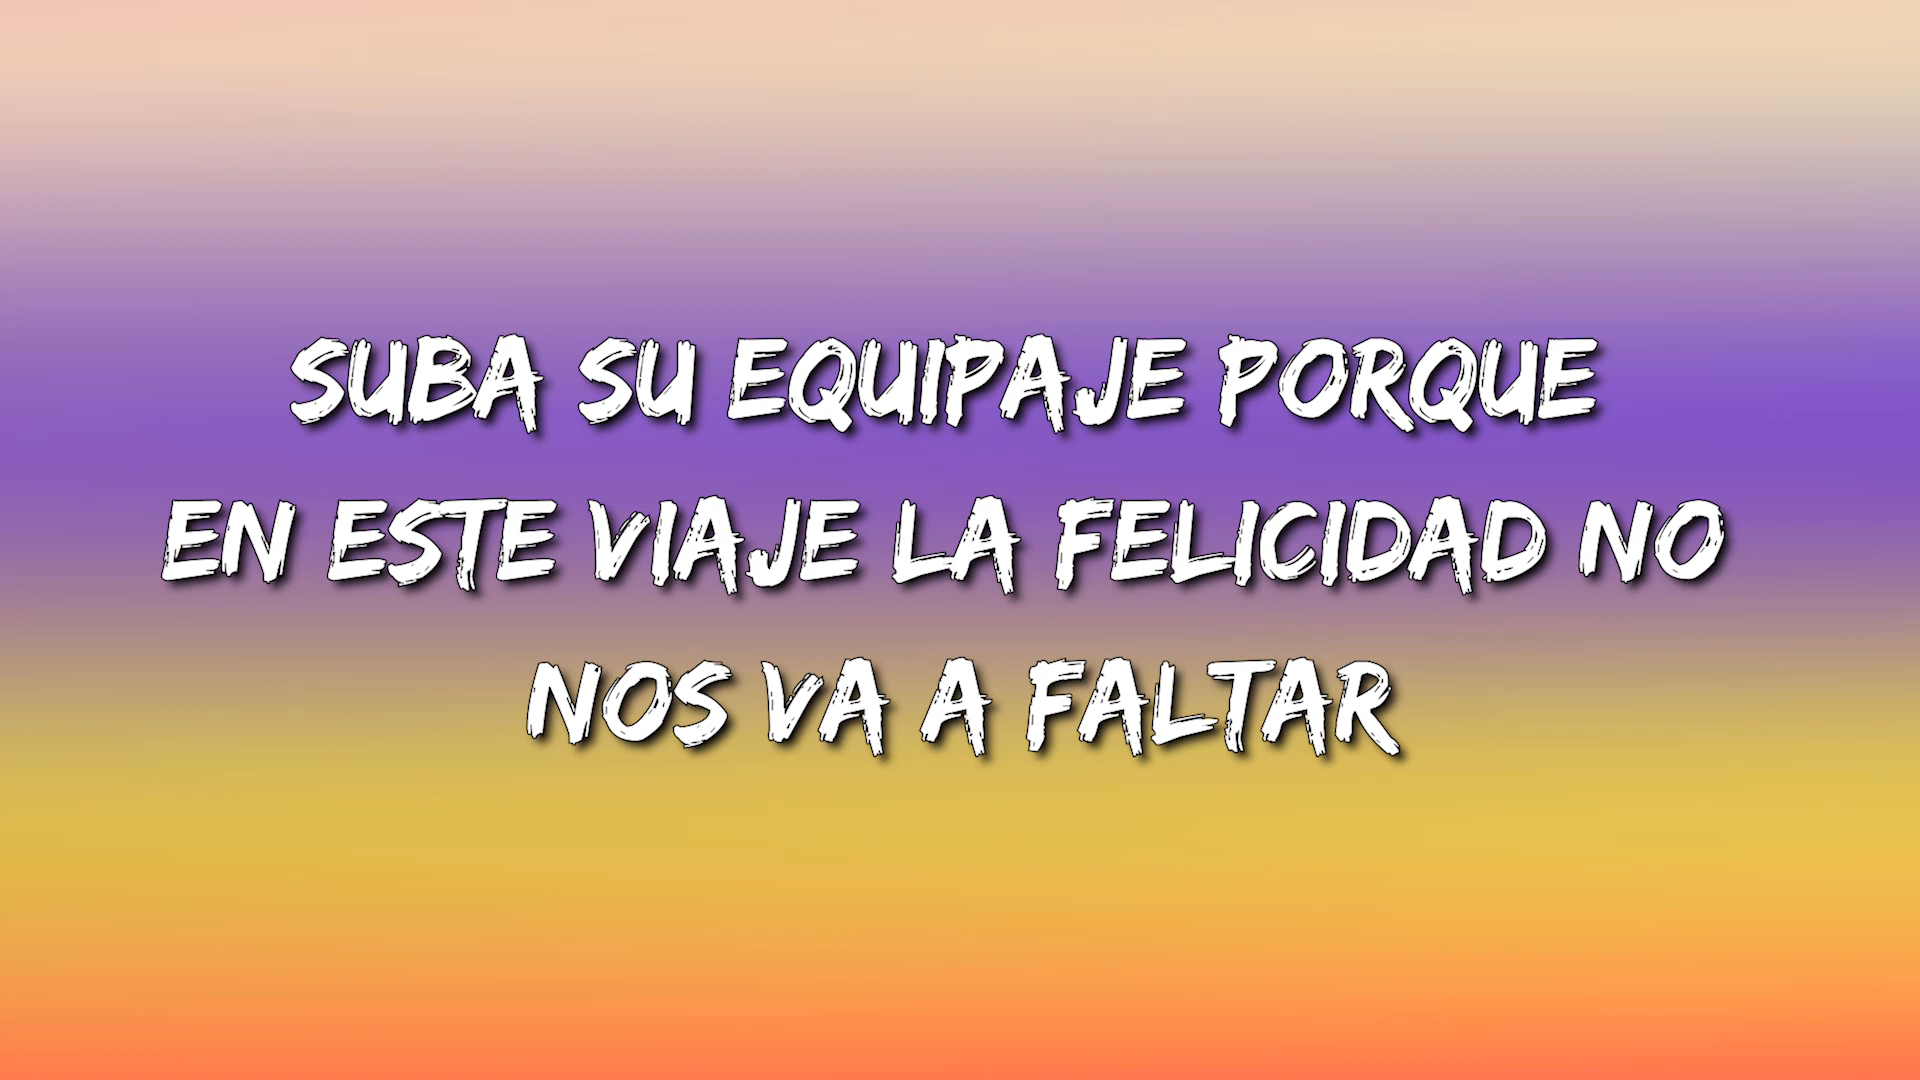 SUBA SU EQUIPAJE PORQUE
EN ESTE VIAJE LA FELICIDAD NO
NOS VA A FALTAR